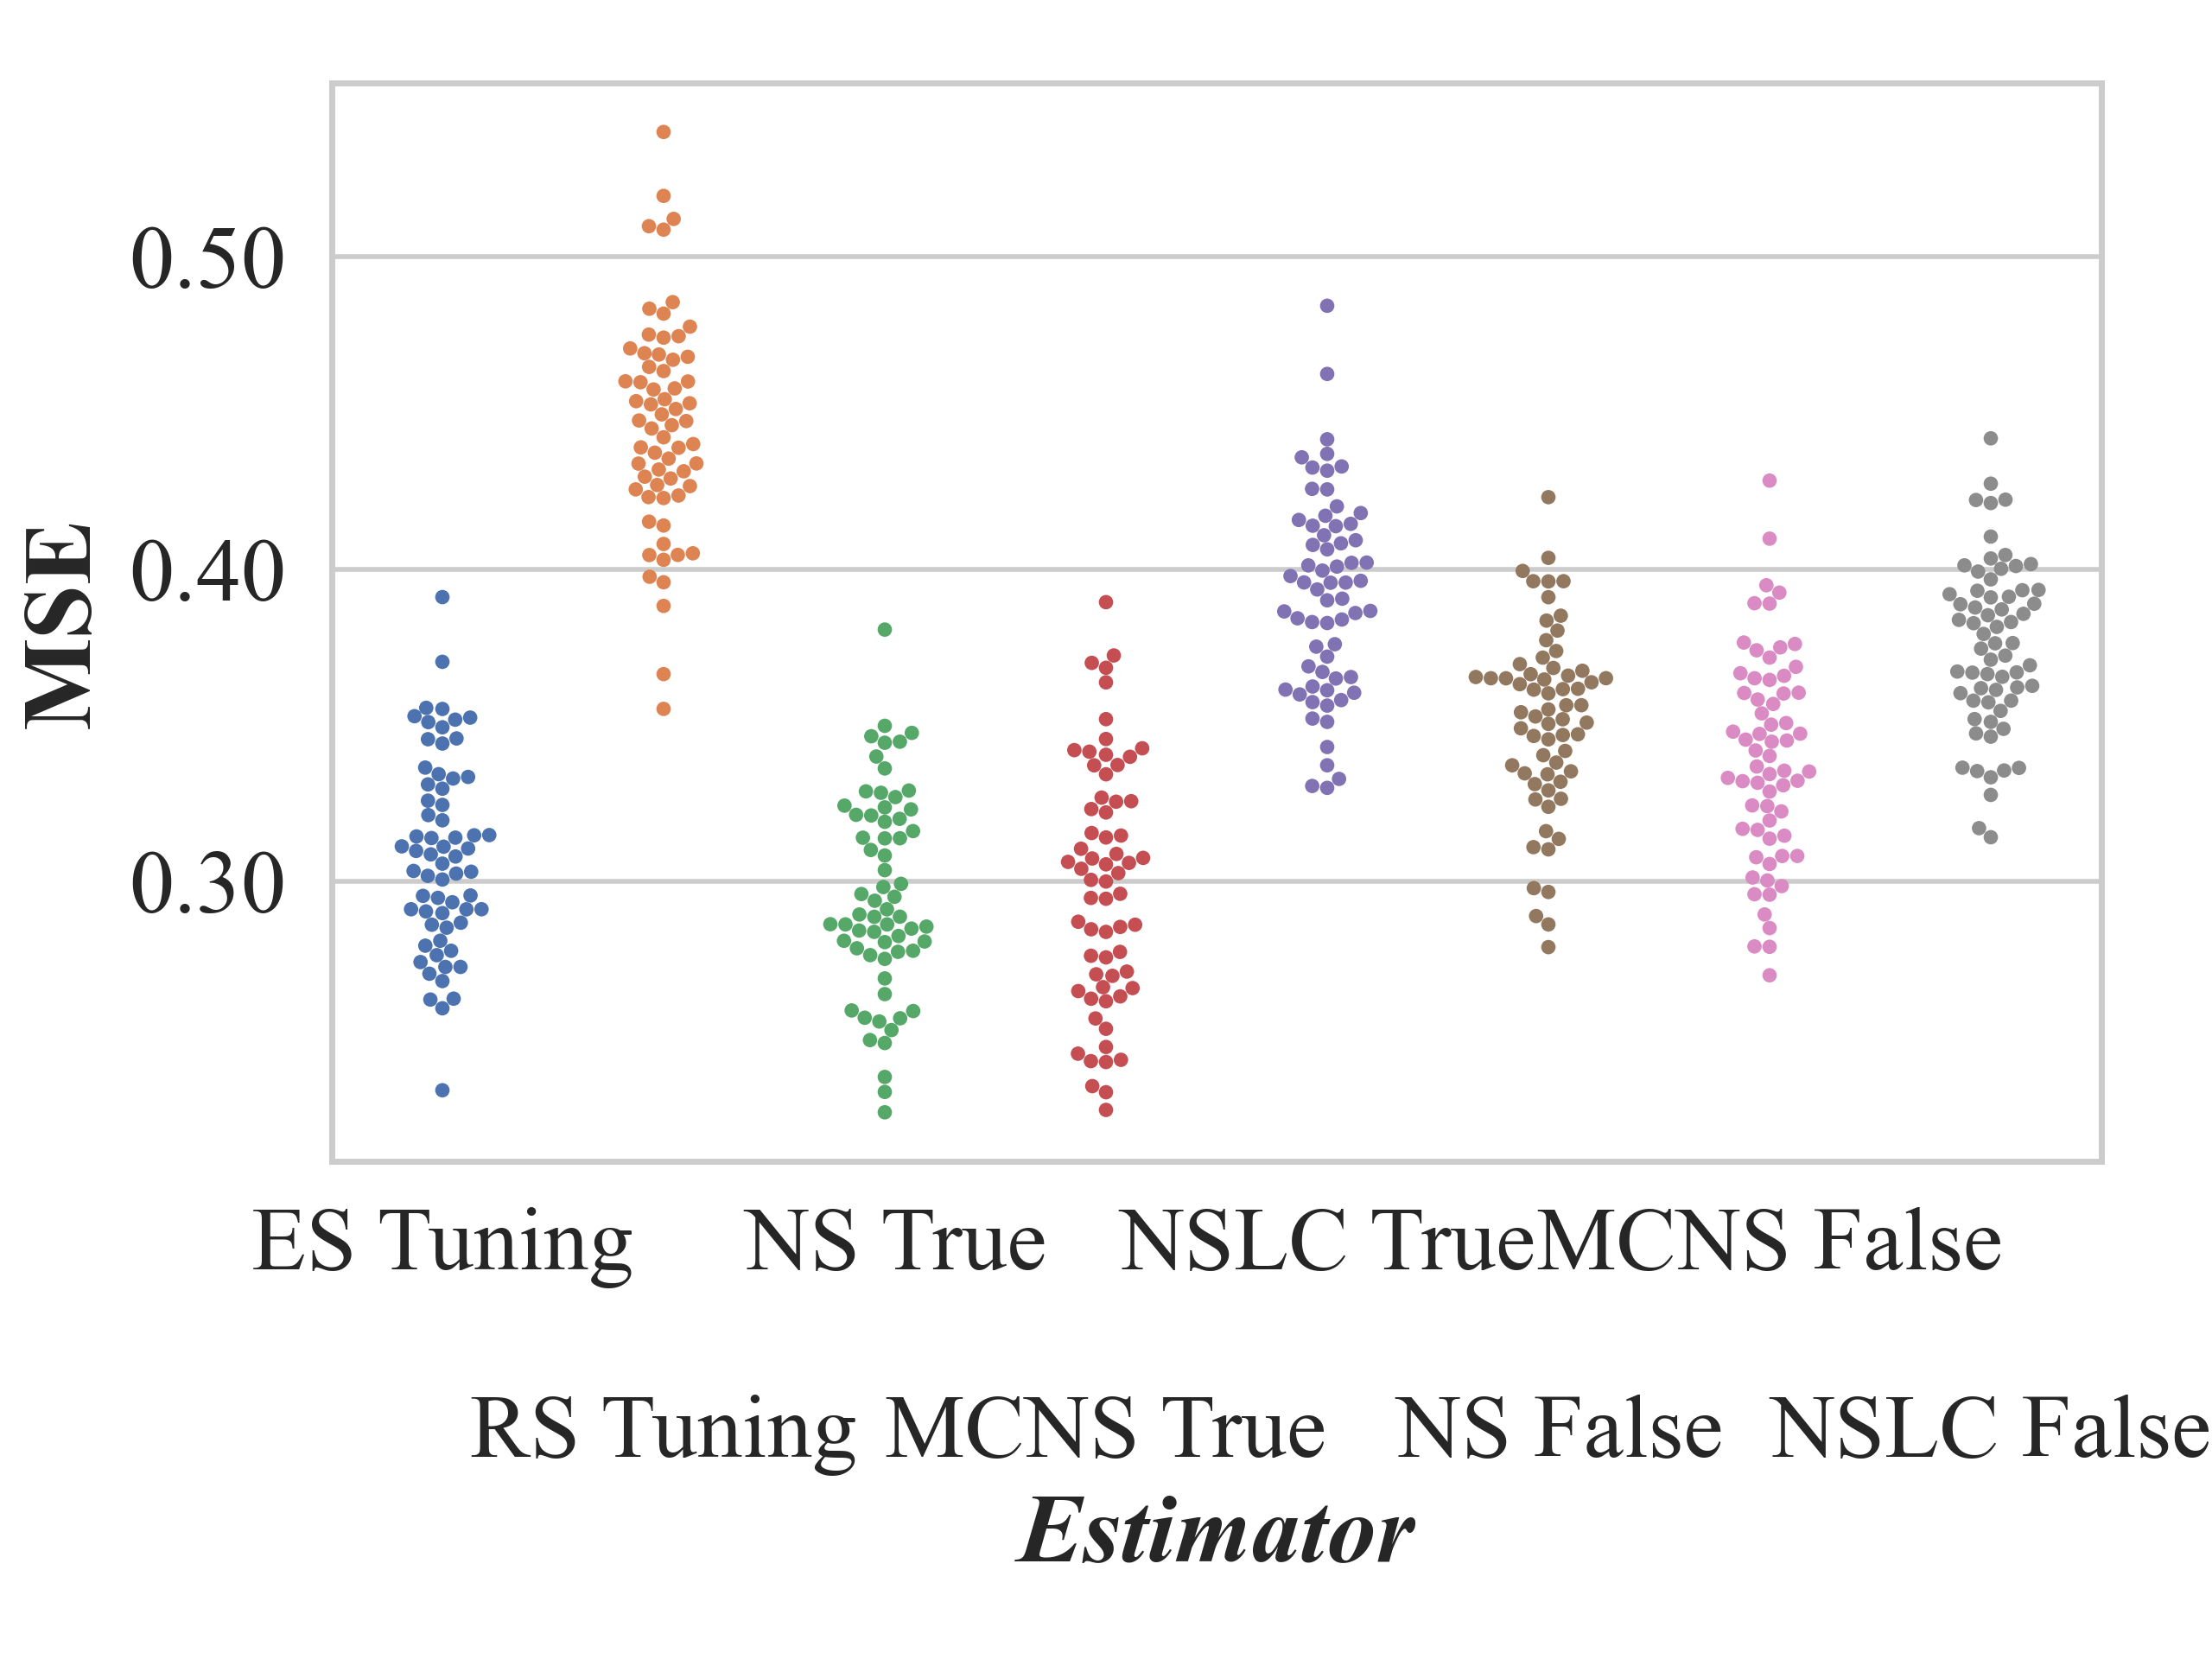 0.50
0.40
0.30
MSE
ES Tuning NS True NSLC True MCNS False
RS Tuning MCNS True NS False NSLC False
Estimator